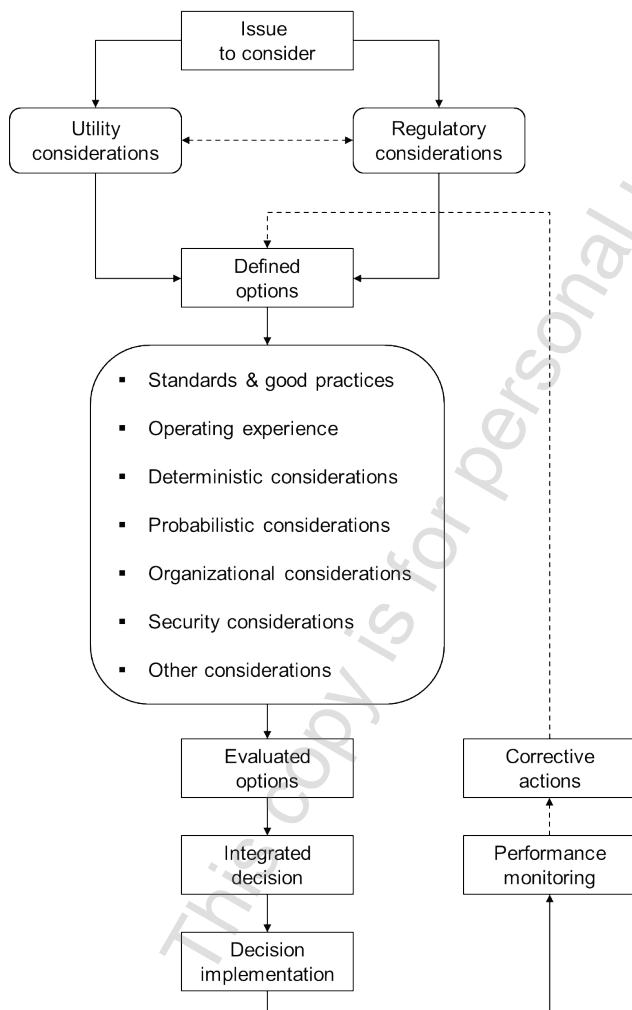 Issue
to consider
Utility
considerations
Regulatory
considerations
Defined
options
▪ Standards & good practices
▪ Operating experience
▪ Deterministic considerations
▪ Probabilistic considerations
▪ Organizational considerations
▪ Security considerations
▪ Other considerations
Evaluated
options
Corrective
actions
Integrated
decision
Performance
monitoring
Decision
implementation
This copy is for personal